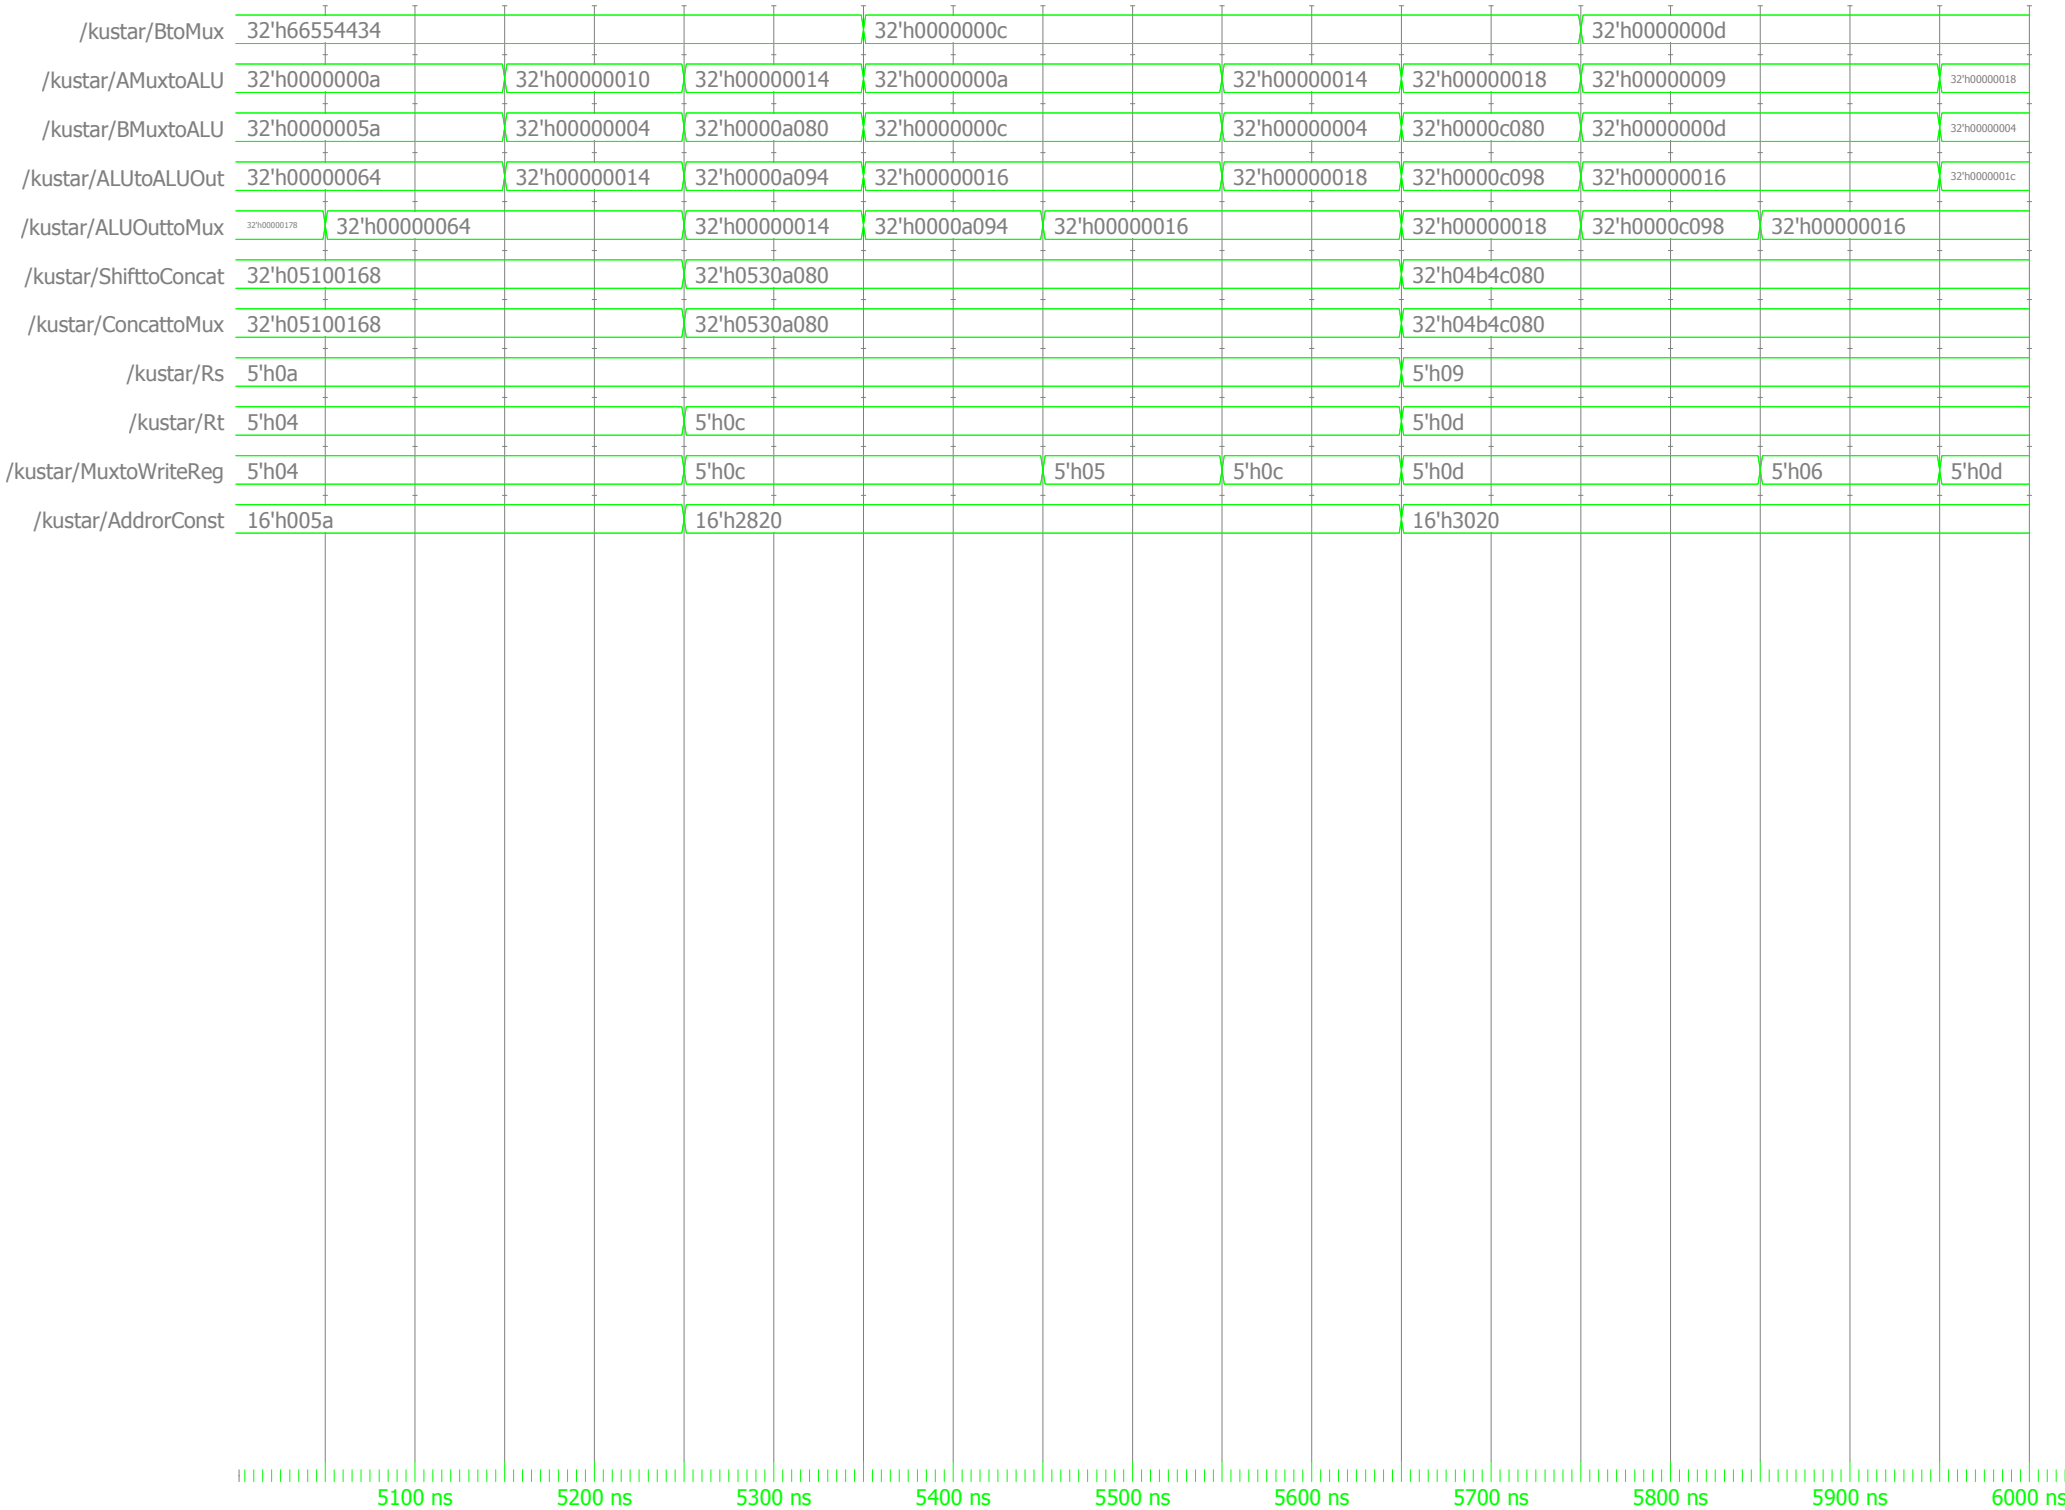 /kustar/BtoMux 32'h66554434 32'h0000000c 32'h0000000d
/kustar/AMuxtoALU 32'h0000000a 32'h00000010 32'h00000014 32'h0000000a 32'h00000014 32'h00000018 32'h00000009 32'h00000018
/kustar/BMuxtoALU 32'h0000005a 32'h00000004 32'h0000a080 32'h0000000c 32'h00000004 32'h0000c080 32'h0000000d 32'h00000004
/kustar/ALUtoALUOut 32'h00000064 32'h00000014 32'h0000a094 32'h00000016 32'h00000018 32'h0000c098 32'h00000016 32'h0000001c
/kustar/ALUOuttoMux 32'h00000178 32'h00000064 32'h00000014 32'h0000a094 32'h00000016 32'h00000018 32'h0000c098 32'h00000016
/kustar/ShifttoConcat 32'h05100168 32'h0530a080 32'h04b4c080
/kustar/ConcattoMux 32'h05100168 32'h0530a080 32'h04b4c080
/kustar/Rs 5'h0a 5'h09
/kustar/Rt 5'h04 5'h0c 5'h0d
/kustar/MuxtoWriteReg 5'h04 5'h0c 5'h05 5'h0c 5'h0d 5'h06 5'h0d
/kustar/AddrorConst 16'h005a 16'h2820 16'h3020
5100 ns 5200 ns 5300 ns 5400 ns 5500 ns 5600 ns 5700 ns 5800 ns 5900 ns 6000 ns